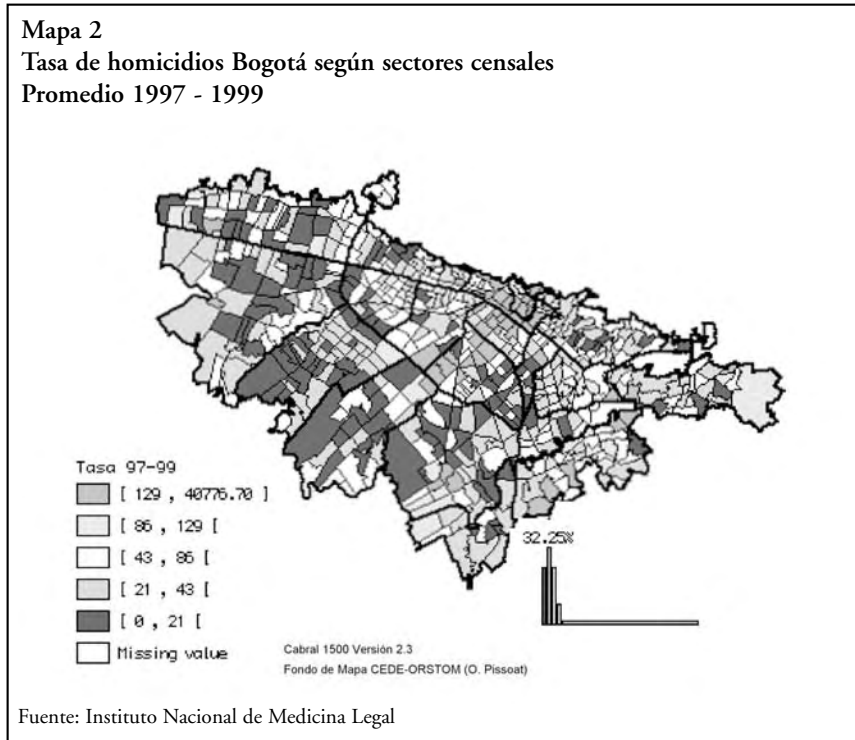 Mapa 2
Tasa de homicidios Bogotá según sectores censales
Promedio 1997 - 1999
Tasa 97-99
[ 129 , 40776.70 ]
[ 86 , 129 [
[ 43 , 86 [
[ 21 , 43 [
[ 0 , 21 [
Missing value
32.25%
Cabral 1500 Versión 2.3
Fondo de Mapa CEDE-ORSTOM (O. Pissoat)
Fuente: Instituto Nacional de Medicina Legal